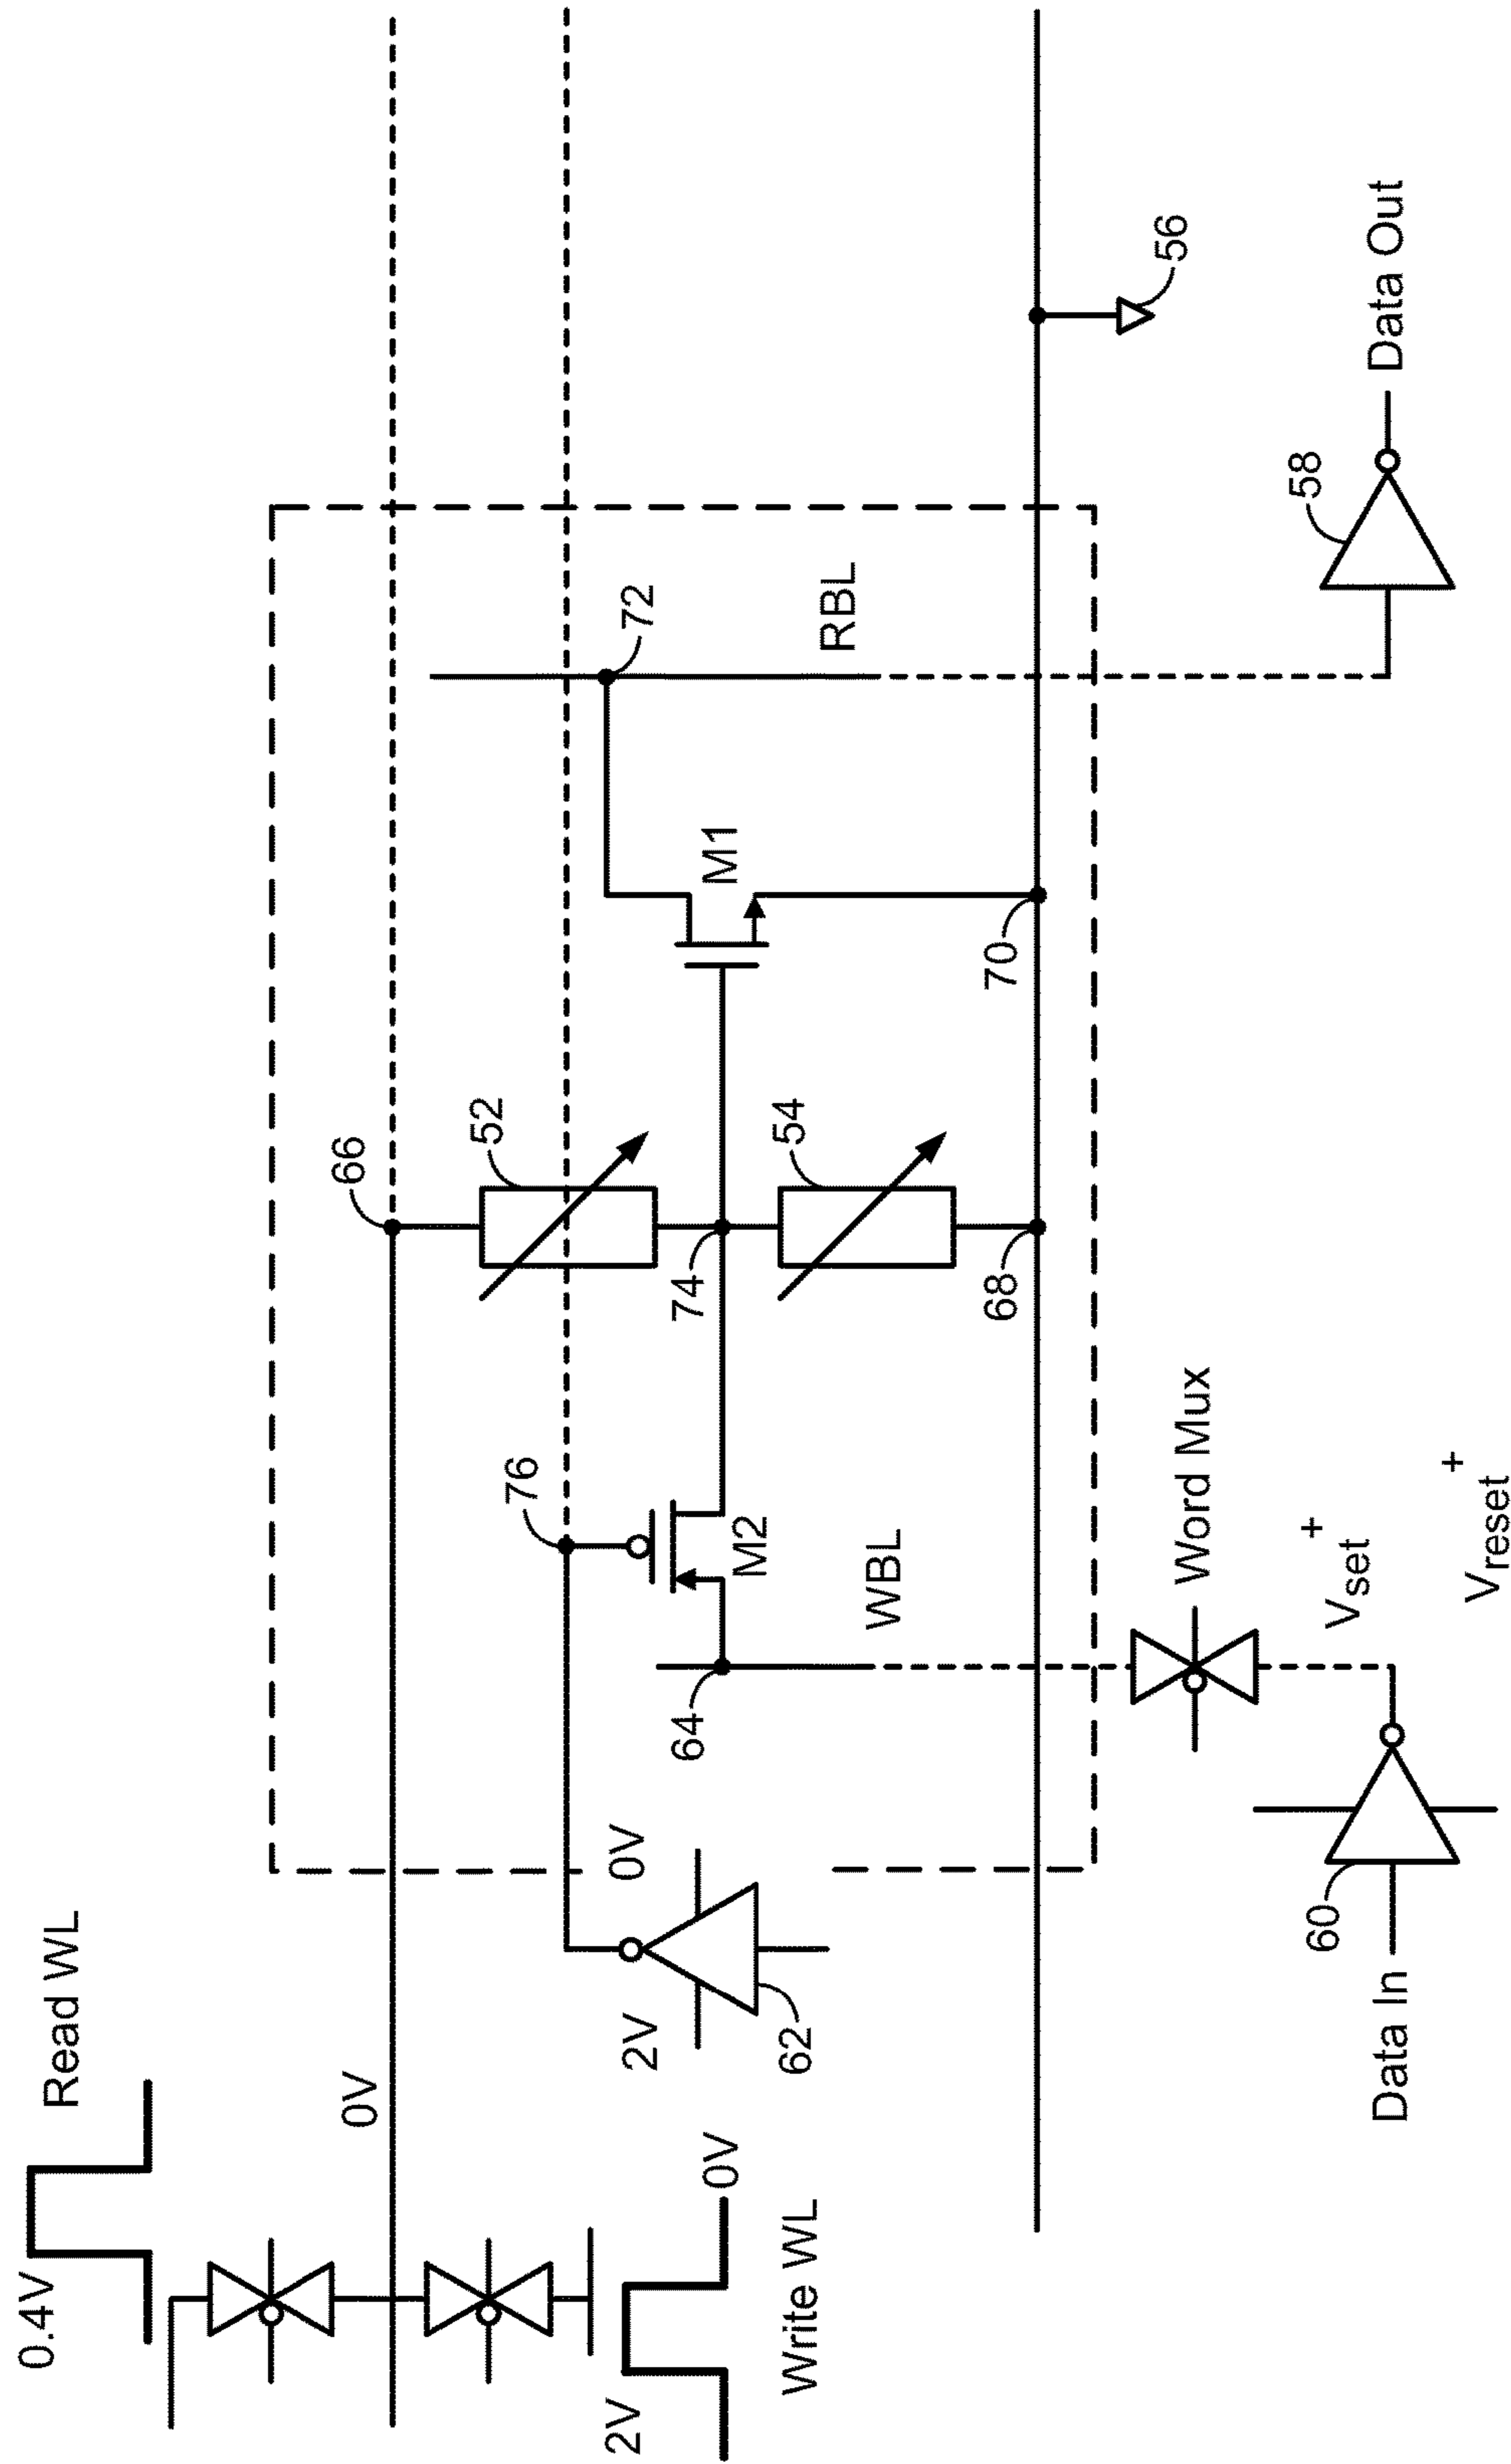 0.4V
Read WL
0V
66
52
76
72
2V
2V
0V
64
74
0V
M1
M2
54
62
Write WL
RBL
WBL
68
70
56
Word Mux
58
60
Vset+
Data In
Data Out
Vreset+